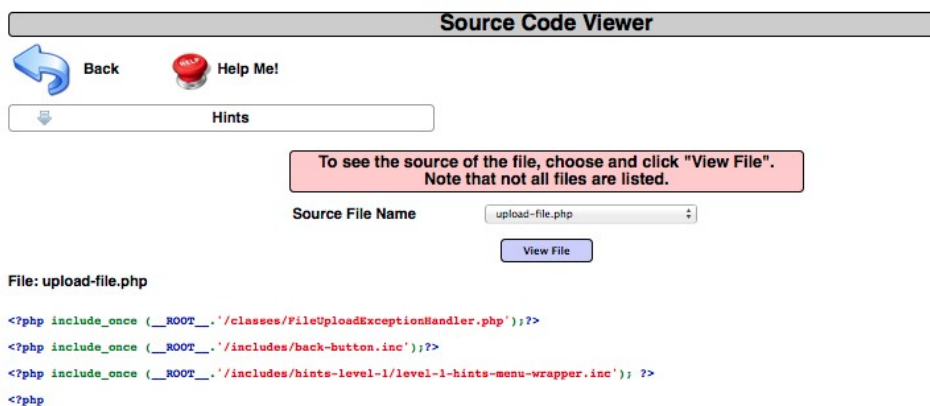 Source Code Viewer
Back
HELP
Help Me!
Hints
To see the source of the file, choose and click "View File".
Note that not all files are listed.
Source File Name
upload-file.php
View File
File: upload-file.php
<?php include_once (__ROOT__.'/classes/FileUploadExceptionHandler.php');?>
<?php include_once (__ROOT__.'/includes/back-button.inc');?>
<?php include_once (__ROOT__.'/includes/hints-level-1/level-1-hints-menu-wrapper.inc'); ?>
<?php